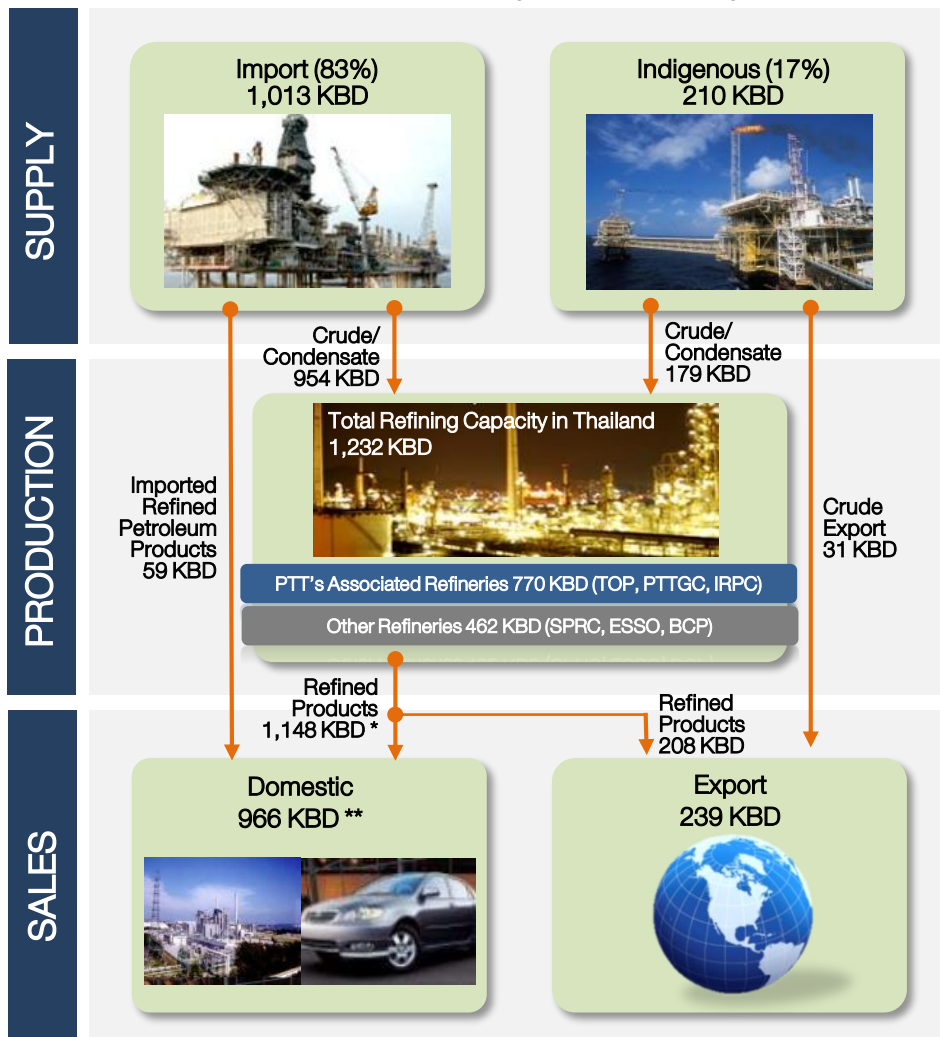 SUPPLY
Import (83%)
1,013 KBD
Indigenous (17%)
210 KBD
Crude/
Condensate
954 KBD
Crude/
Condensate
179 KBD
PRODUCTION
Total Refining Capacity in Thailand
1,232 KBD
Imported
Refined
Petroleum
Products
59 KBD
Crude
Export
31 KBD
PTT's Associated Refineries 770 KBD (TOP, PTTGC, IRPC)
Other Refineries 462 KBD (SPRC, ESSO, BCP)
Refined
Products
1,148 KBD *
Refined
Products
208 KBD
SALES
Domestic
966 KBD **
Export
239 KBD